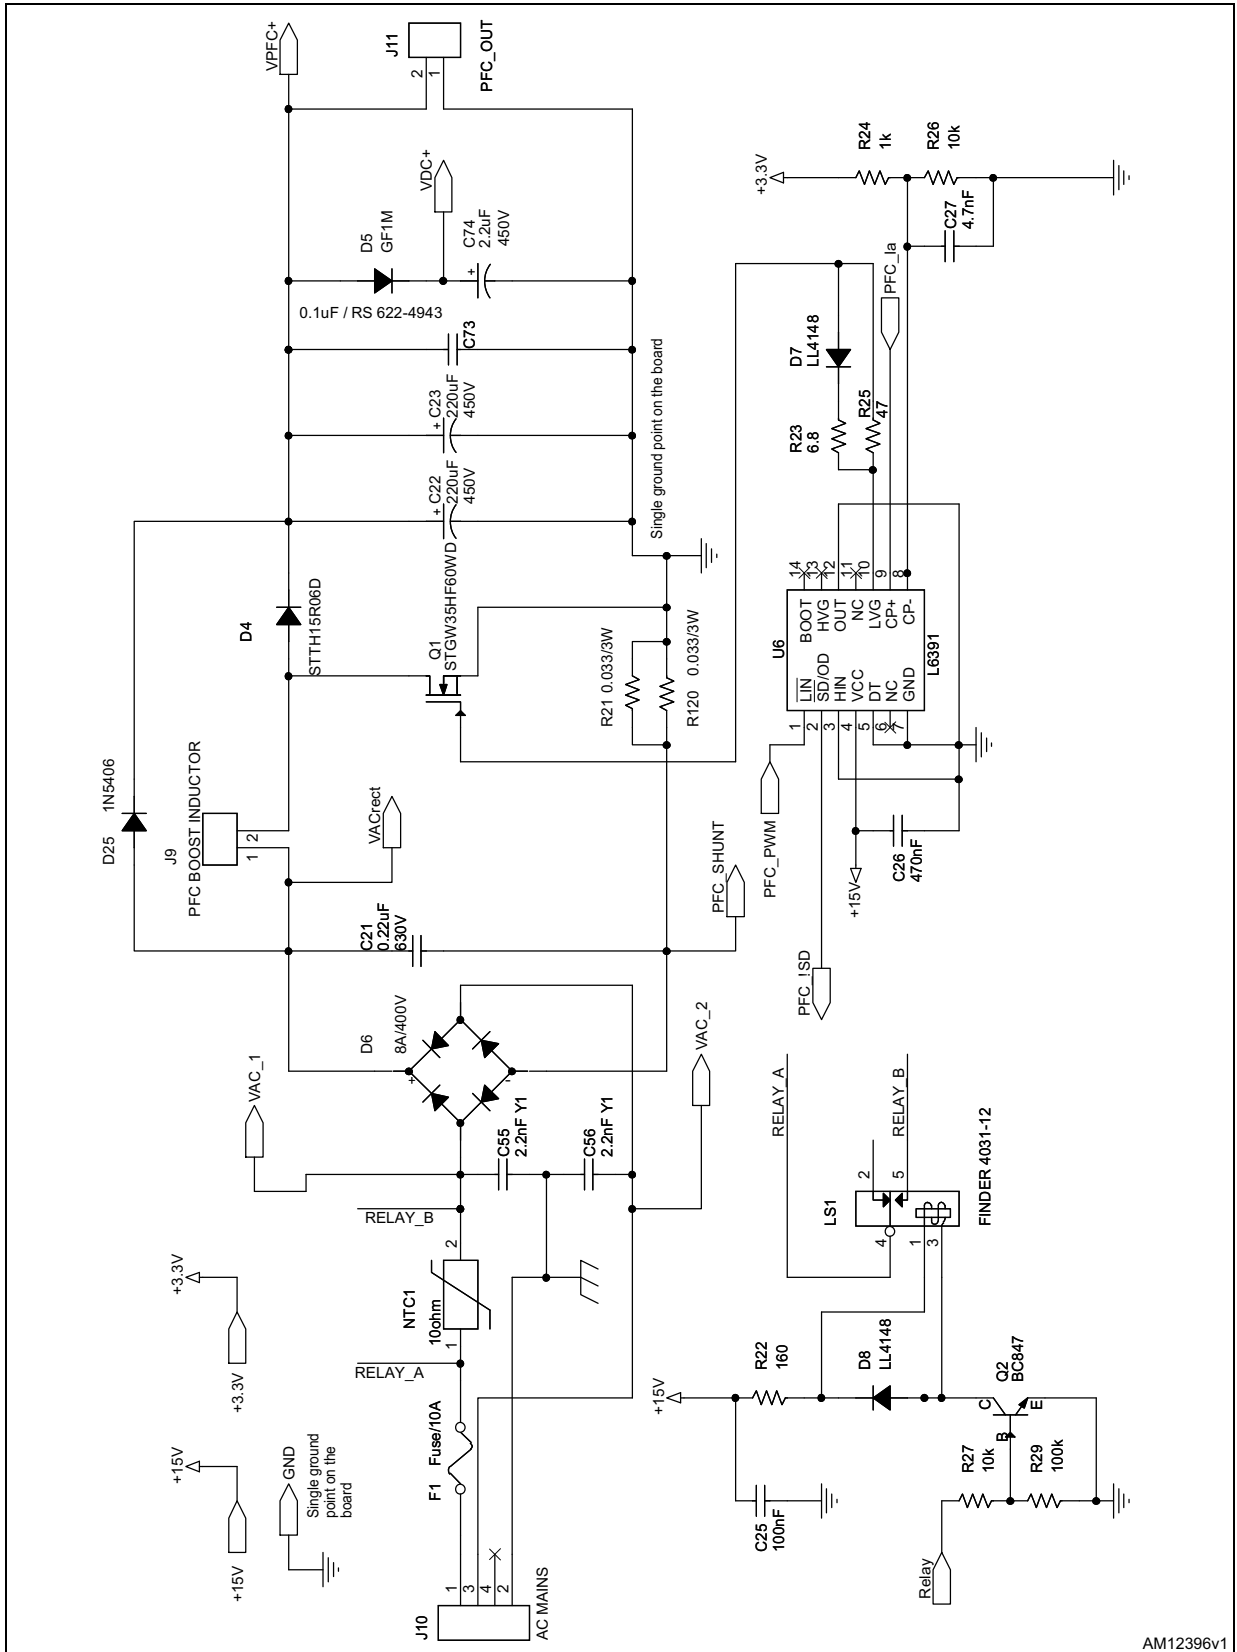 VPFC+
J11
2
1
PFC_OUT
VDC+
D5
GF1M
C74
2.2uF
450V
+
0.1uF / RS 622-4943
C73
+ C23
220uF
450V
+ C22
220uF
450V
Single ground point on the board
D4
STTH15R06D
Q1
STGW35HF60WD
R21 0.033/3W
R120 0.033/3W
D25 1N5406
J9
PFC BOOST INDUCTOR
1 2
VACrect
C21
0.22uF
630V
PFC_SHUNT
D6
8A/400V
+
-
VAC_1
VAC_2
C55
2.2nF Y1
C56
2.2nF Y1
RELAY_B
2
NTC1
10ohm
1
RELAY_A
F1 Fuse/10A
J10
AC MAINS
1
3
4
2
+3.3V
+3.3V
+15V
+15V
GND
Single ground
point on the
board
+3.3V
R24
1k
R26
10k
C27
4.7nF
PFC_Ia
D7
LL4148
R23
6.8
R25
47
U6
L6391
14
13
12
11
10
9
8
BOOT
HVG
OUT
NC
LVG
CP+
CP-
LIN
SD/OD
HIN
VCC
DT
NC
GND
1
2
3
4
5
6
7
PFC_PWM
+15V
C26
470nF
PFC_!SD
RELAY_A
RELAY_B
LS1
2
5
4
1
3
FINDER 4031-12
+15V
R22
160
D8
LL4148
Q2
BC847
C
B
E
C25
100nF
R27
10k
R29
100k
Relay
AM12396v1